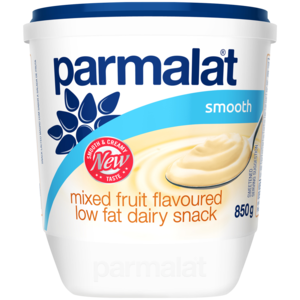 parmalat
smooth
SMOOTH & CREAMY
New
TASTE
mixed fruit flavoured
low fat dairy snack
850g
parmalat